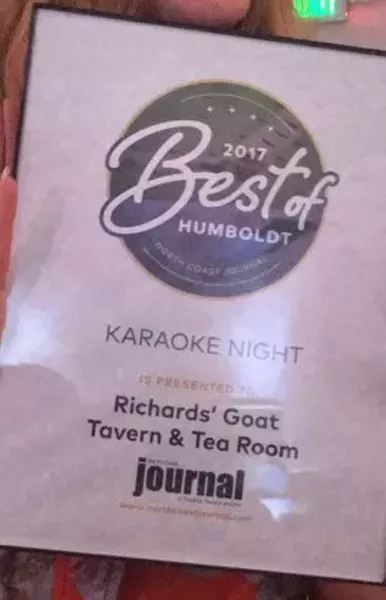 2017
Best of
HUMBOLDT
NORTH COAST JOURNAL
KARAOKE NIGHT
IS PRESENTED TO
Richards' Goat
Tavern & Tea Room
journal
www.northcoastjournal.com